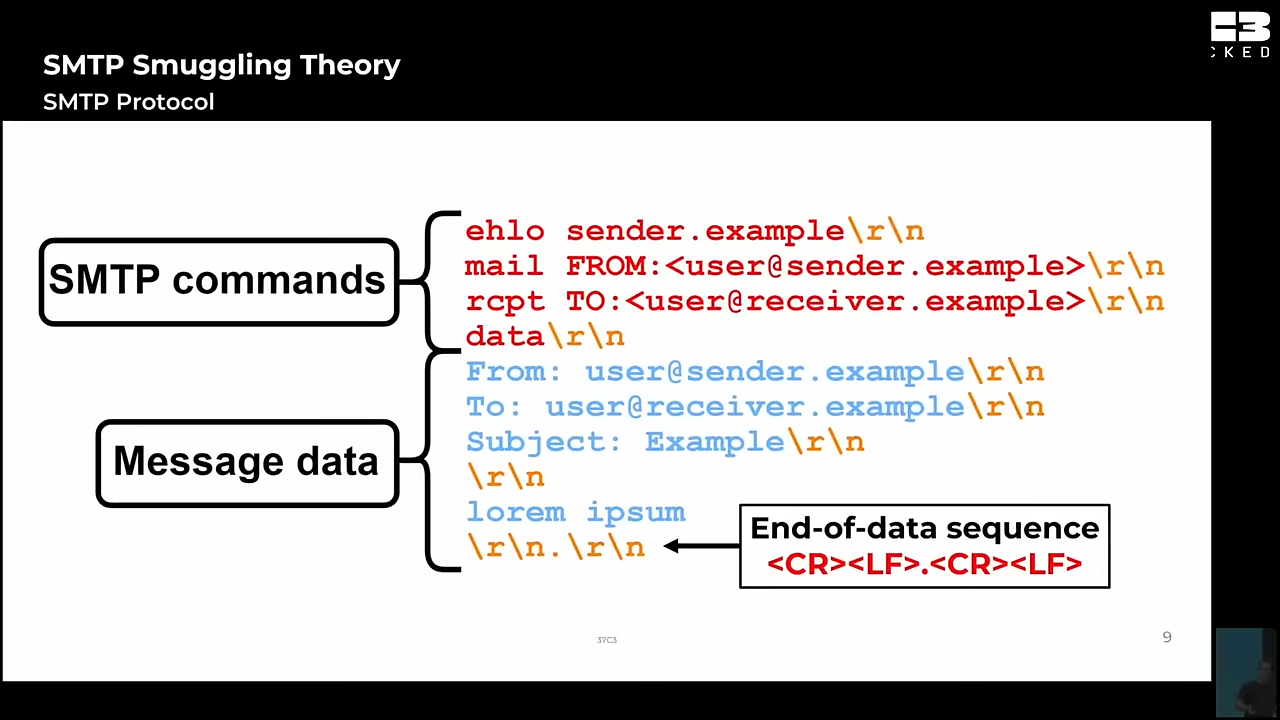 SMTP Smuggling Theory
SMTP Protocol
SMTP commands
ehlo sender.example\r\n
mail FROM:<user@sender.example>\r\n
rcpt TO:<user@receiver.example>\r\n
data\r\n
Message data
From: user@sender.example\r\n
To: user@receiver.example\r\n
Subject: Example\r\n
\r\n
lorem ipsum
\r\n.\r\n
End-of-data sequence
<CR><LF>.<CR><LF>
37C3
9